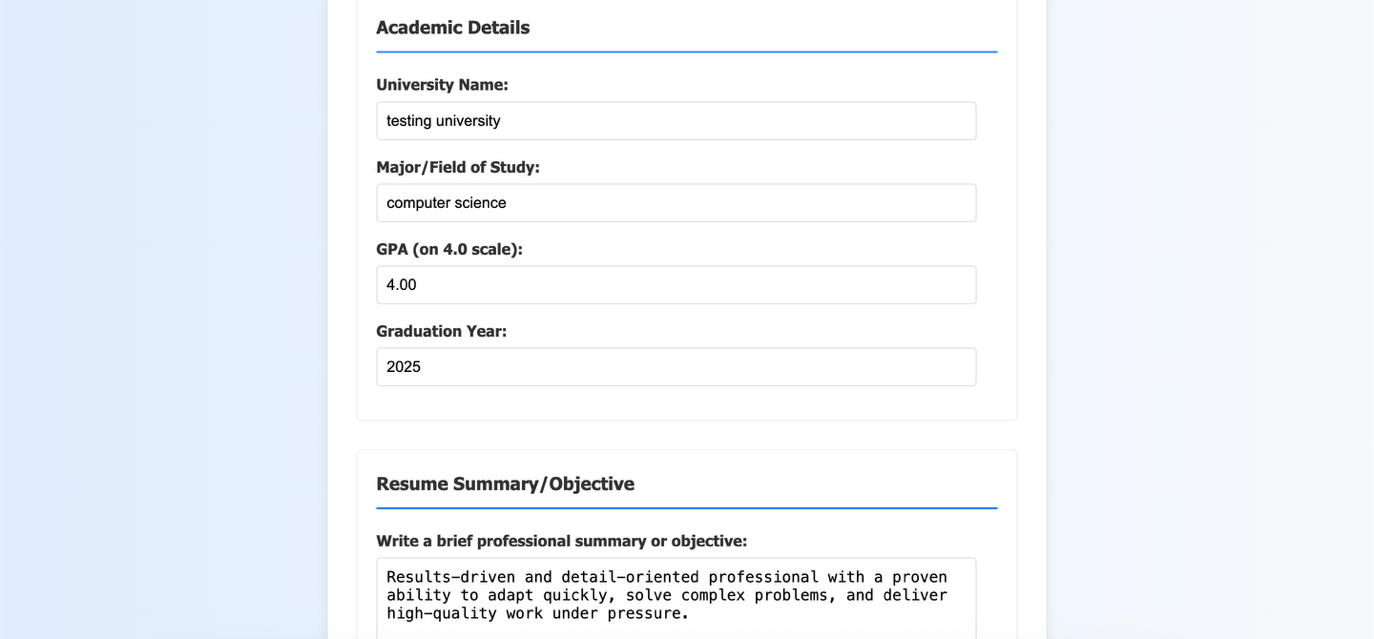 Academic Details
University Name:
testing university
Major/Field of Study:
computer science
GPA (on 4.0 scale):
4.00
Graduation Year:
2025
Resume Summary/Objective
Write a brief professional summary or objective:
Results-driven and detail-oriented professional with a proven
ability to adapt quickly, solve complex problems, and deliver
high-quality work under pressure.